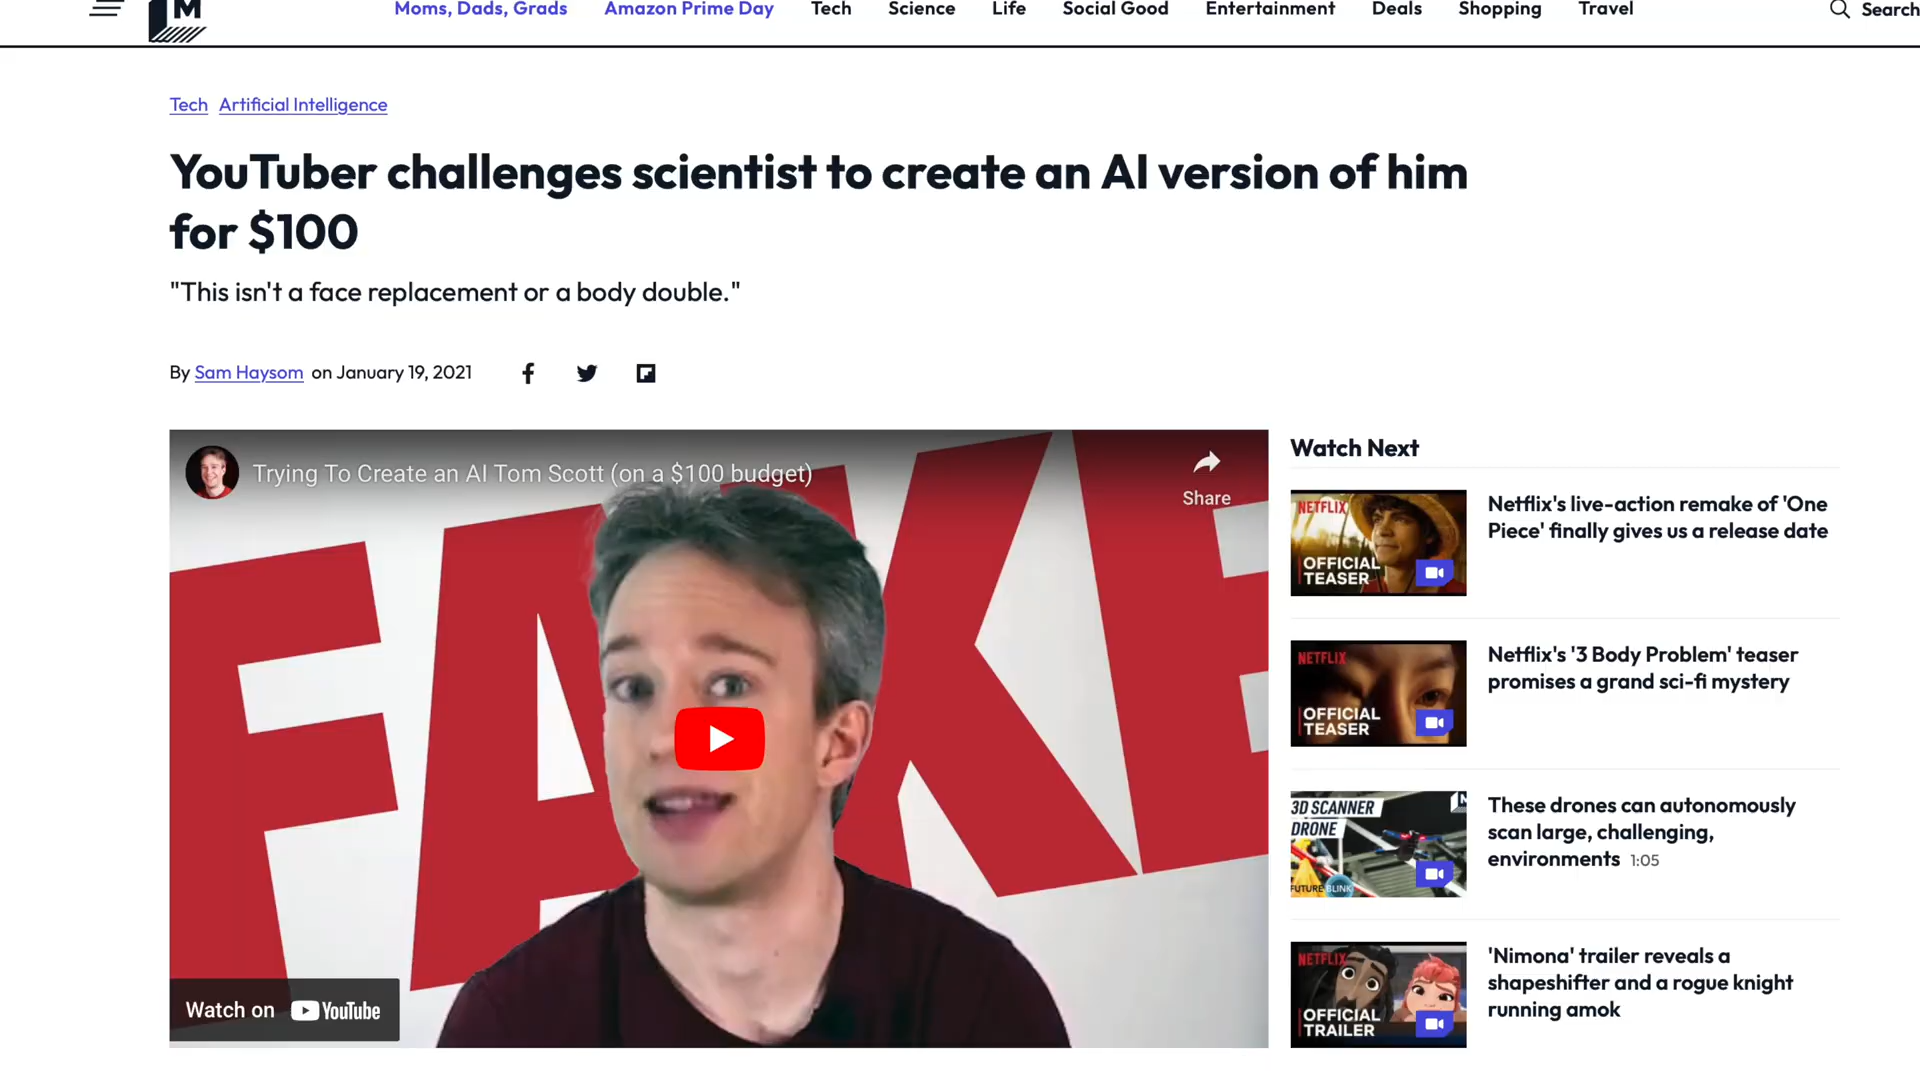 M
Moms, Dads, Grads
Amazon Prime Day
Tech
Science
Life
Social Good
Entertainment
Deals
Shopping
Travel
Search
Tech Artificial Intelligence
YouTuber challenges scientist to create an AI version of him
for $100
"This isn't a face replacement or a body double."
By Sam Haysom on January 19, 2021
Trying To Create an AI Tom Scott (on a $100 budget)
Share
FAKE
Watch on YouTube
Watch Next
NETFLIX
OFFICIAL
TEASER
Netflix's live-action remake of 'One
Piece' finally gives us a release date
NETFLIX
OFFICIAL
TEASER
Netflix's '3 Body Problem' teaser
promises a grand sci-fi mystery
3D SCANNER
DRONE
FUTURE BLINK
These drones can autonomously
scan large, challenging,
environments 1:05
NETFLIX
OFFICIAL
TRAILER
'Nimona' trailer reveals a
shapeshifter and a rogue knight
running amok